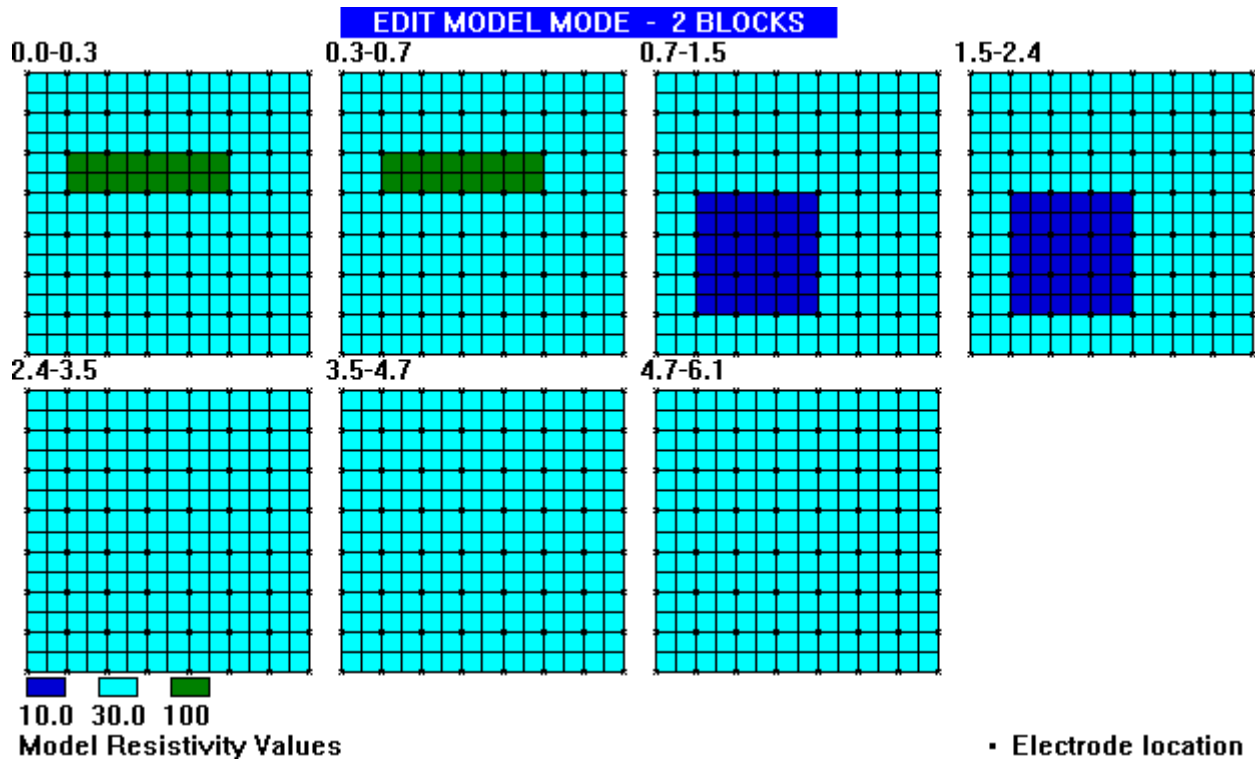 EDIT MODEL MODE - 2 BLOCKS
0.0-0.3 0.3-0.7 0.7-1.5 1.5-2.4
2.4-3.5 3.5-4.7 4.7-6.1
10.0 30.0 100
Model Resistivity Values
Electrode location